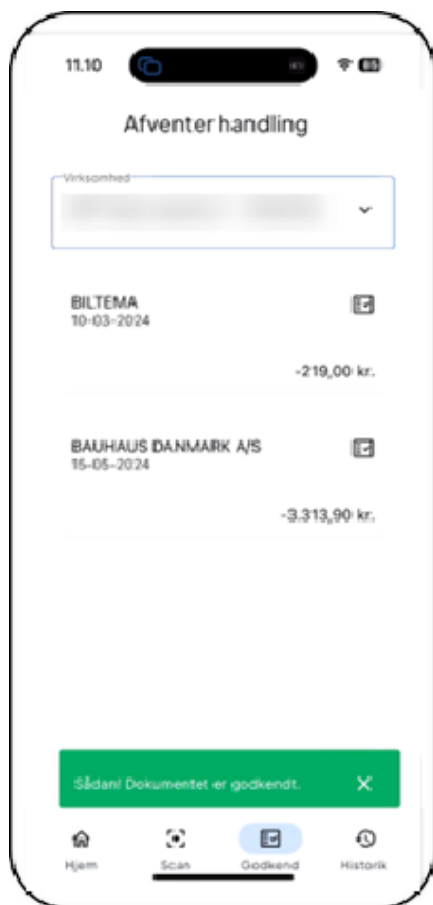 11.10
Afventer handling
Virksomhed
BILTEMA
10-03-2024
-219,00 kr.
BAUHAUS DANMARK A/S
15-05-2024
-3.313,90 kr.
Sådan! Dokumentet er godkendt.
Hjem Scan Godkend Historik